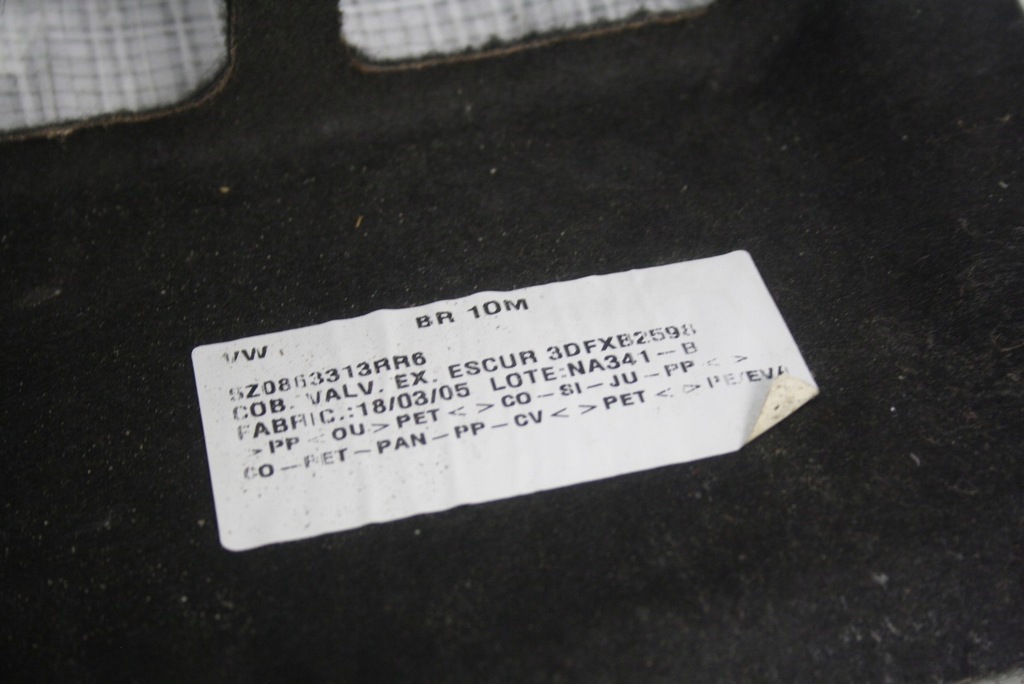 BR 10M
VW
5Z0863313RR6
COB. VALV. EX. ESCUR 3DFXB2598
FABRIC.:18/03/05 LOTE:NA341-B
>PP<OU>PET<>CO-SI-JU-PP<>
CO-PET-PAN-PP-CV<>PET<>PE/EVA